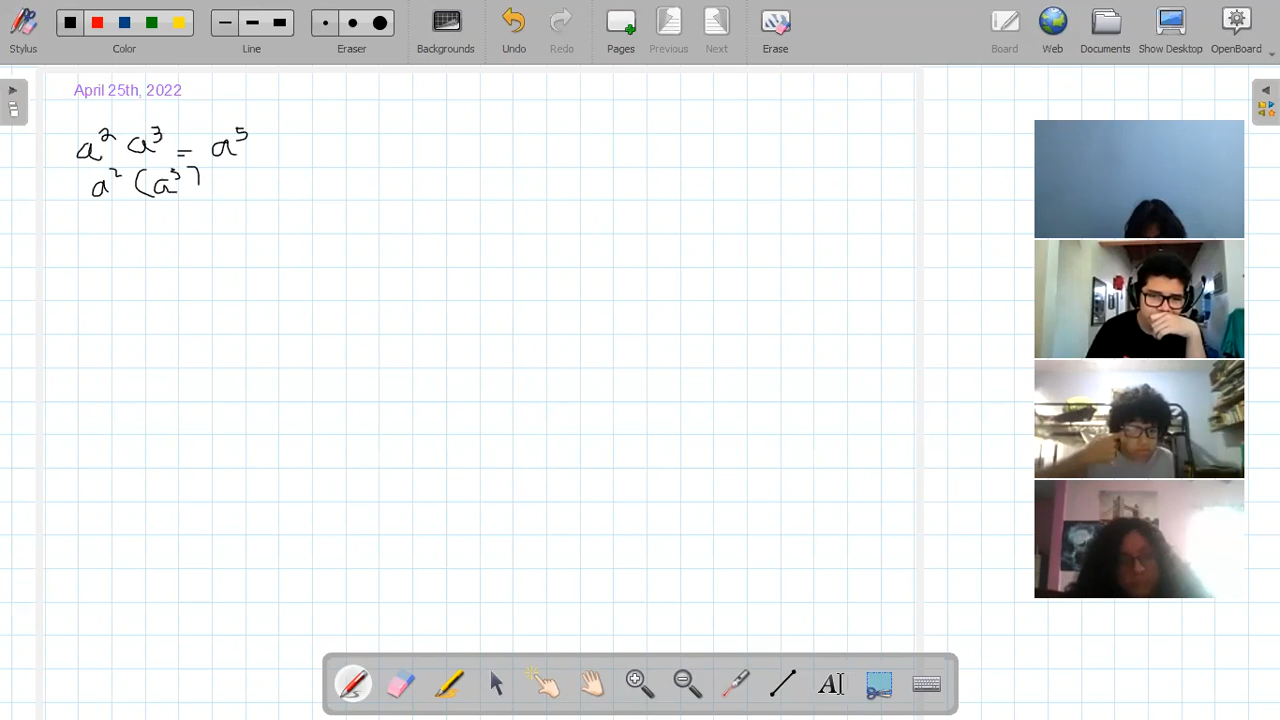 Stylus Color Line Eraser Backgrounds Undo Redo Pages Previous Next Erase Board Web Documents Show Desktop OpenBoard
April 25th, 2022
a² a³ = a⁵
a² (a³)
AI